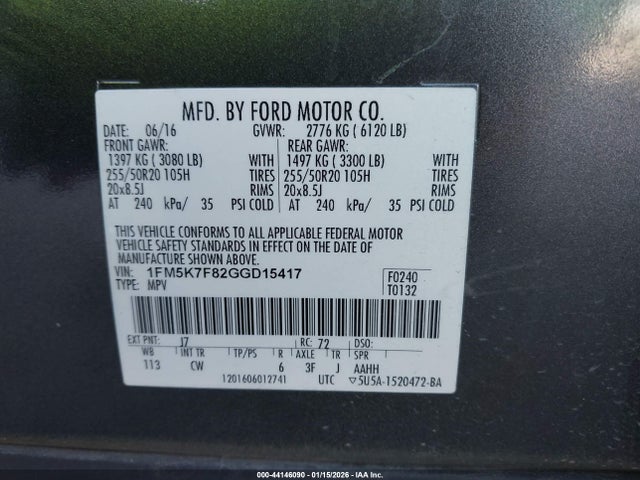 MFD. BY FORD MOTOR CO.
DATE: 06/16 GVWR: 2776 KG ( 6120 LB)
FRONT GAWR: REAR GAWR:
1397 KG ( 3080 LB) WITH 1497 KG ( 3300 LB) WITH
255/50R20 105H TIRES 255/50R20 105H TIRES
20x8.5J RIMS 20x8.5J RIMS
AT 240 kPa/ 35 PSI COLD AT 240 kPa/ 35 PSI COLD
THIS VEHICLE CONFORMS TO ALL APPLICABLE FEDERAL MOTOR
VEHICLE SAFETY STANDARDS IN EFFECT ON THE DATE OF
MANUFACTURE SHOWN ABOVE.
VIN: 1FM5K7F82GGD15417 F0240
TYPE: MPV T0132
EXT PNT: J7 RC: 72 DSO:
WB INT TR TP/PS R AXLE TR SPR
113 CW 6 3F J AAHH
1201606012741 UTC ▽5U5A-1520472-BA
000-44146090 - 01/15/2026 - IAA Inc.